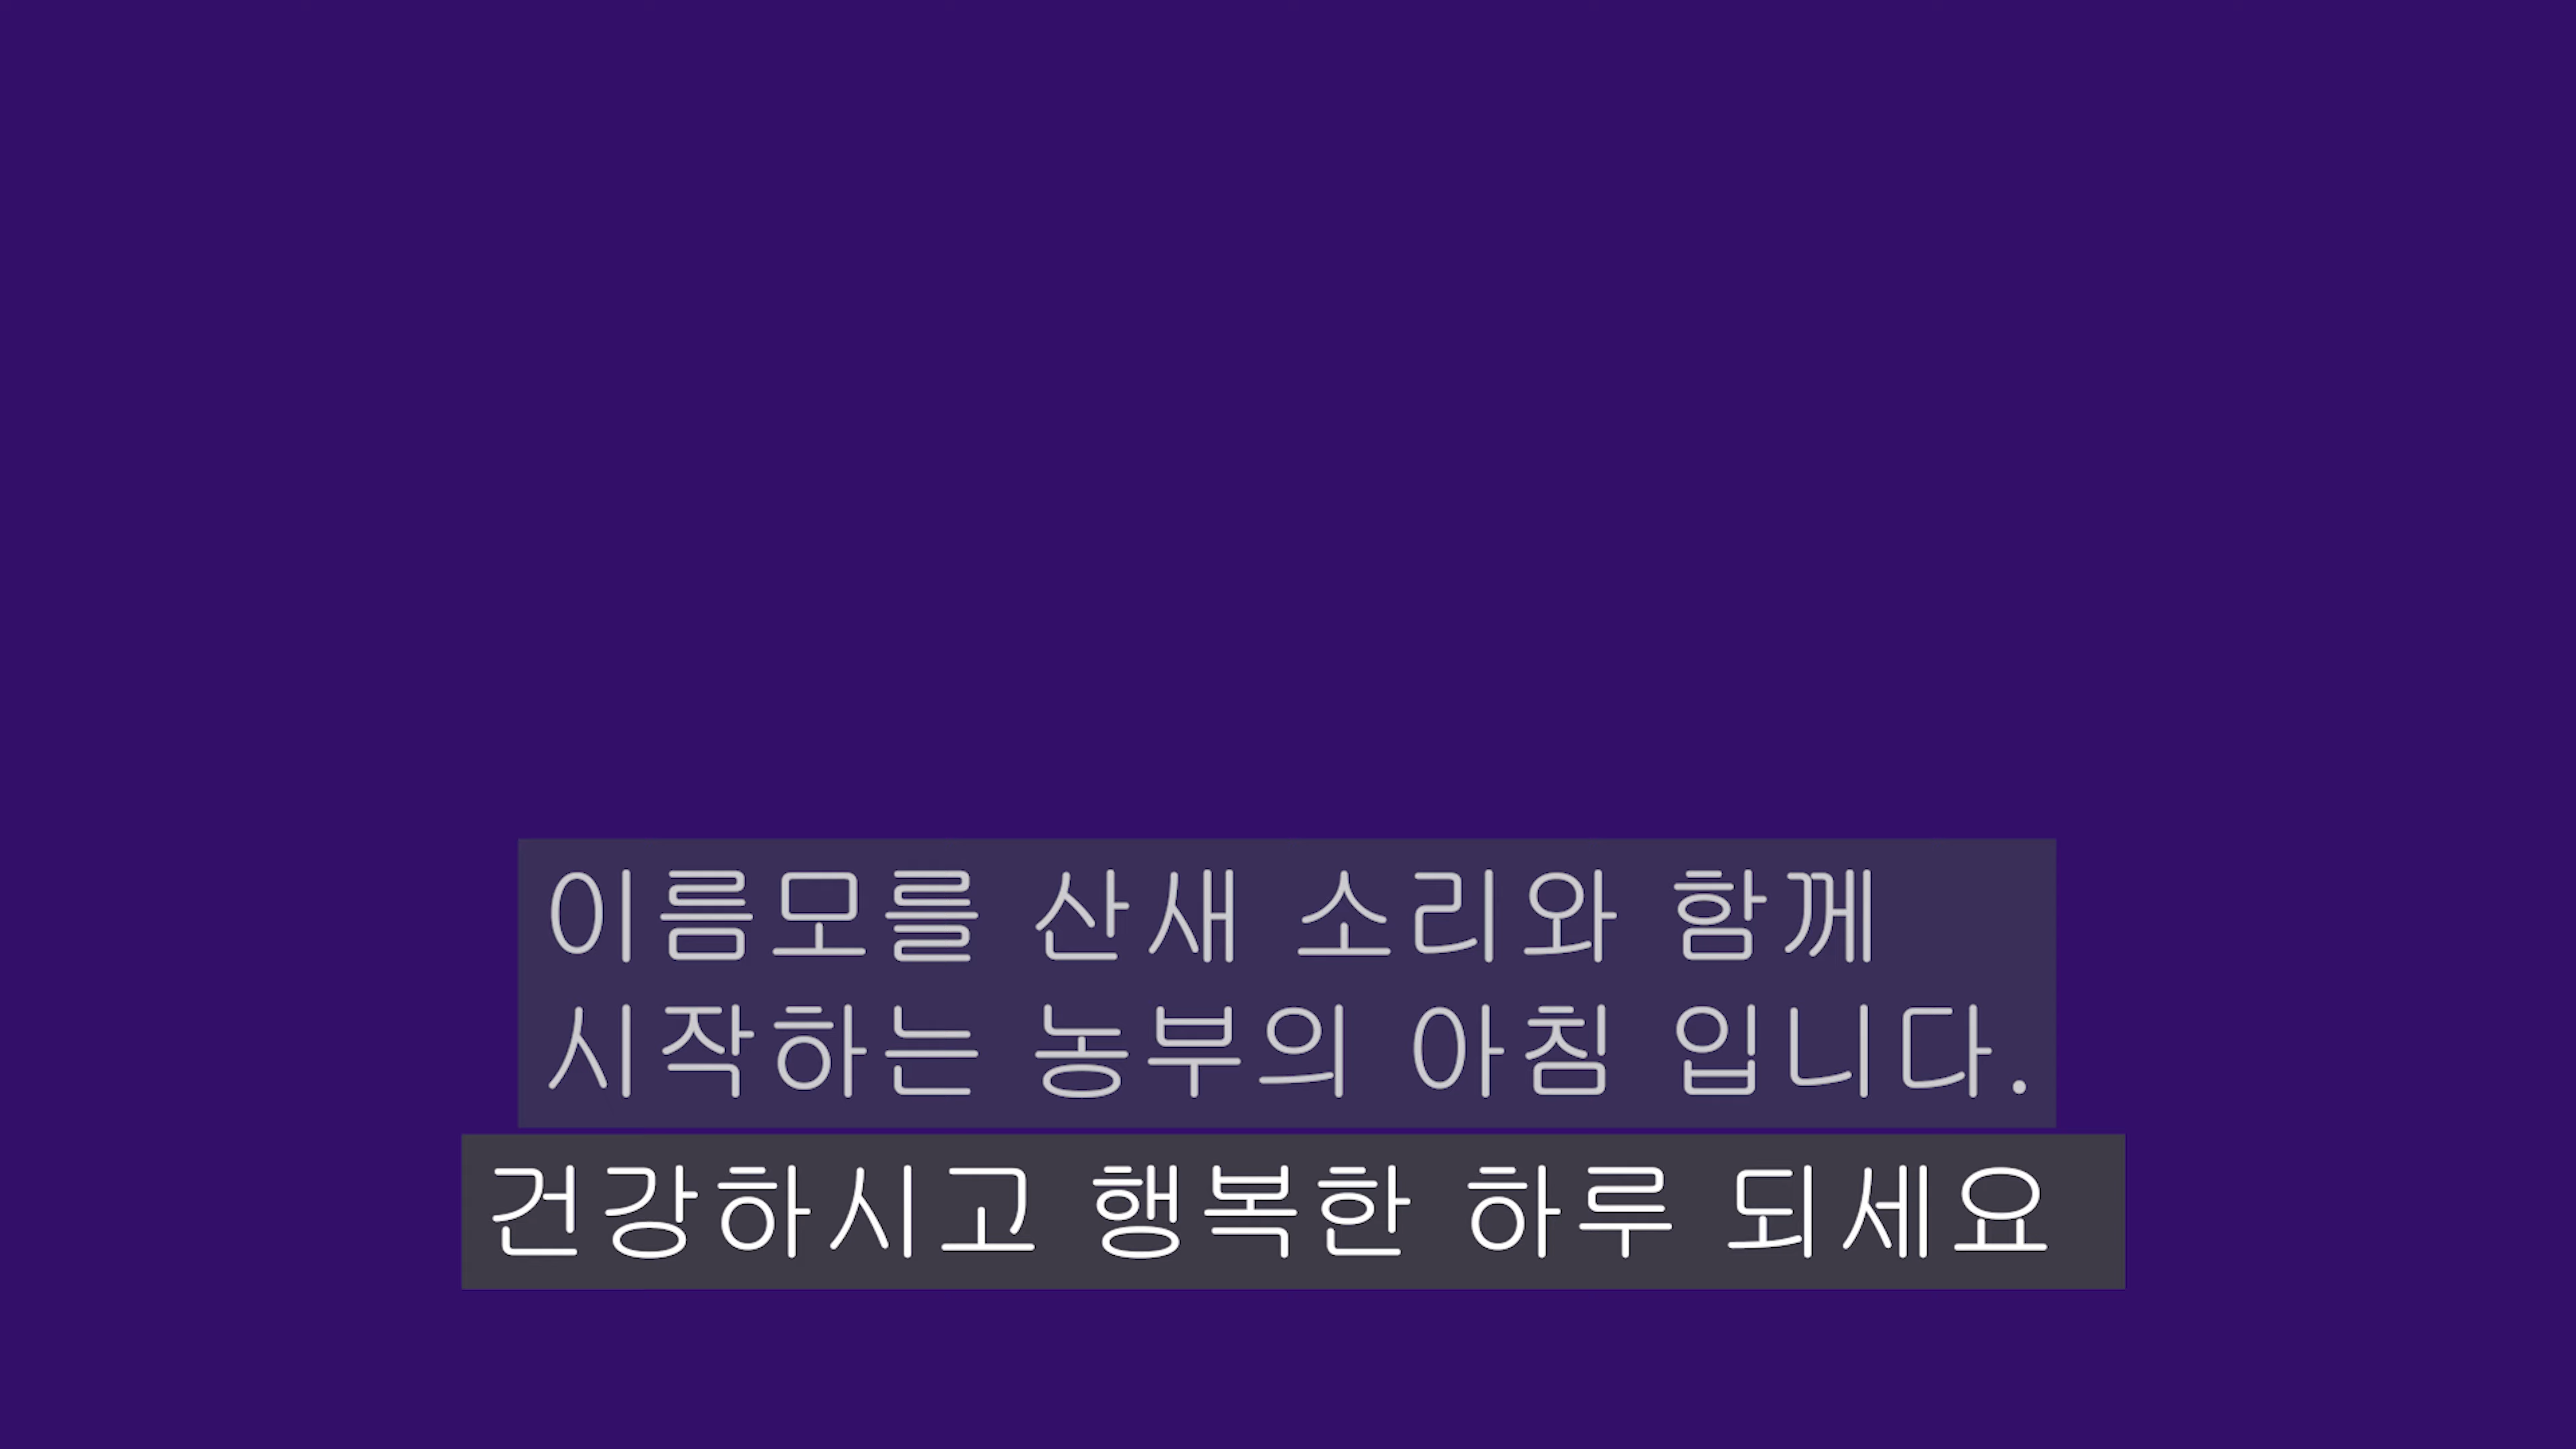 이름모를 산새 소리와 함께
시작하는 농부의 아침 입니다.
건강하시고 행복한 하루 되세요